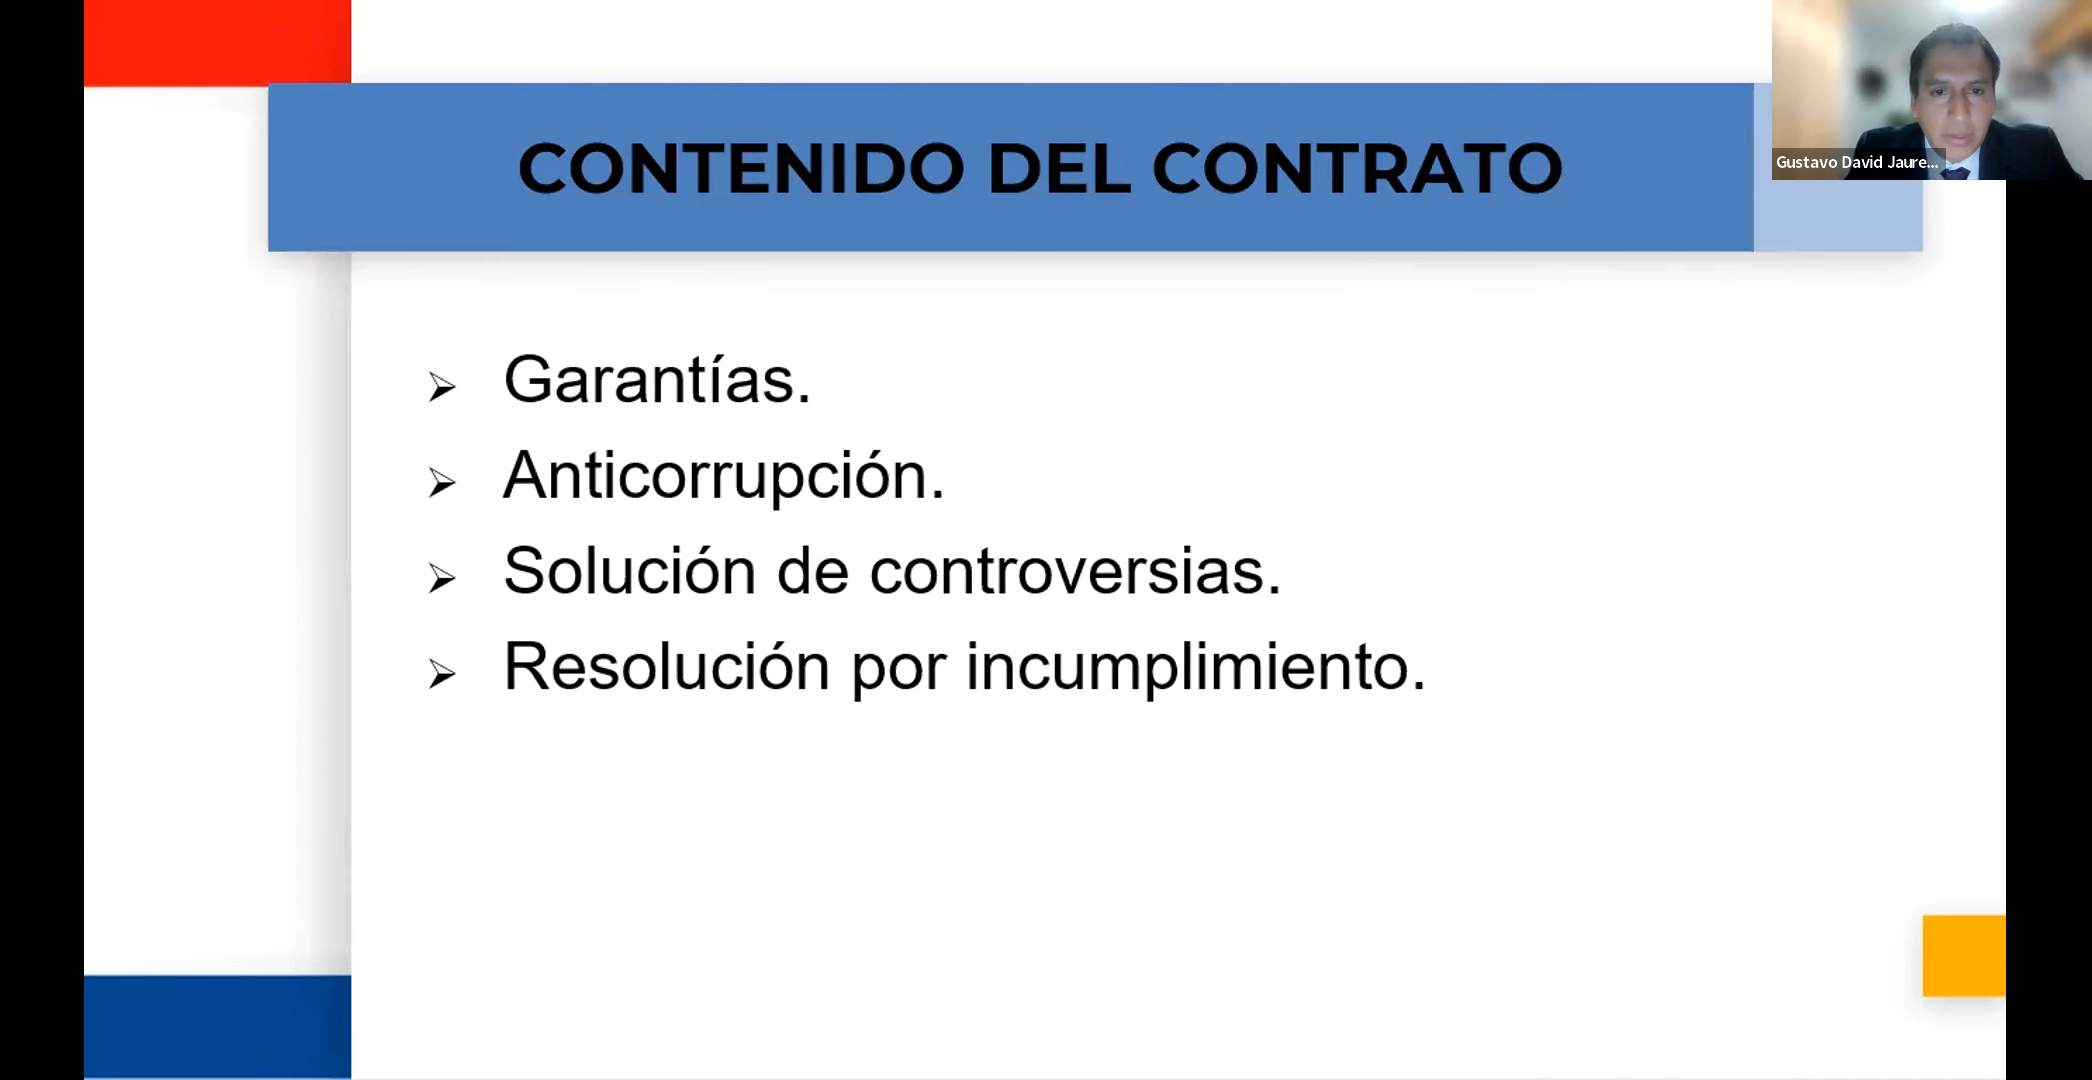 CONTENIDO DEL CONTRATO
Gustavo David Jaure...
➢ Garantías.
➢ Anticorrupción.
➢ Solución de controversias.
➢ Resolución por incumplimiento.